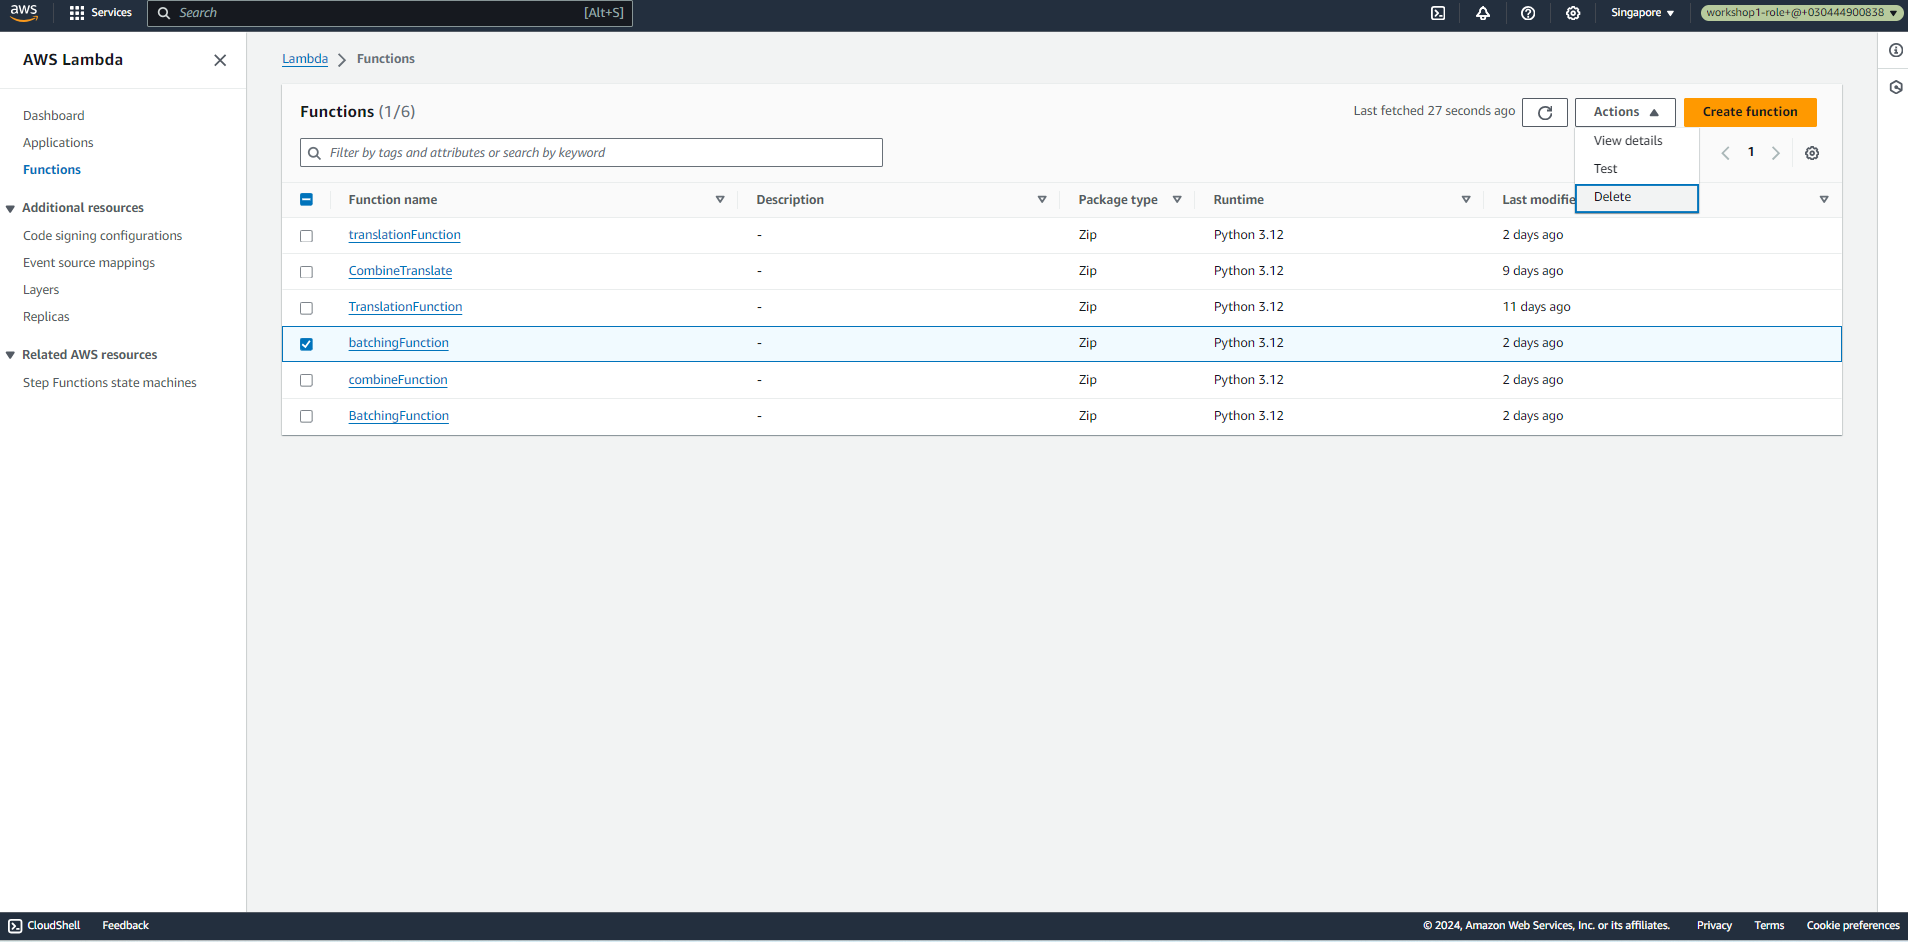 aws Services Search [Alt+S] Singapore workshop1-role+@+030444900838
AWS Lambda
Dashboard
Applications
Functions
Additional resources
Code signing configurations
Event source mappings
Layers
Replicas
Related AWS resources
Step Functions state machines
Lambda Functions
Functions (1/6) Last fetched 27 seconds ago Actions Create function
View details
Test
Delete
Filter by tags and attributes or search by keyword 1
Function name Description Package type Runtime Last modifie
translationFunction - Zip Python 3.12 2 days ago
CombineTranslate - Zip Python 3.12 9 days ago
TranslationFunction - Zip Python 3.12 11 days ago
batchingFunction - Zip Python 3.12 2 days ago
combineFunction - Zip Python 3.12 2 days ago
BatchingFunction - Zip Python 3.12 2 days ago
CloudShell Feedback © 2024, Amazon Web Services, Inc. or its affiliates. Privacy Terms Cookie preferences